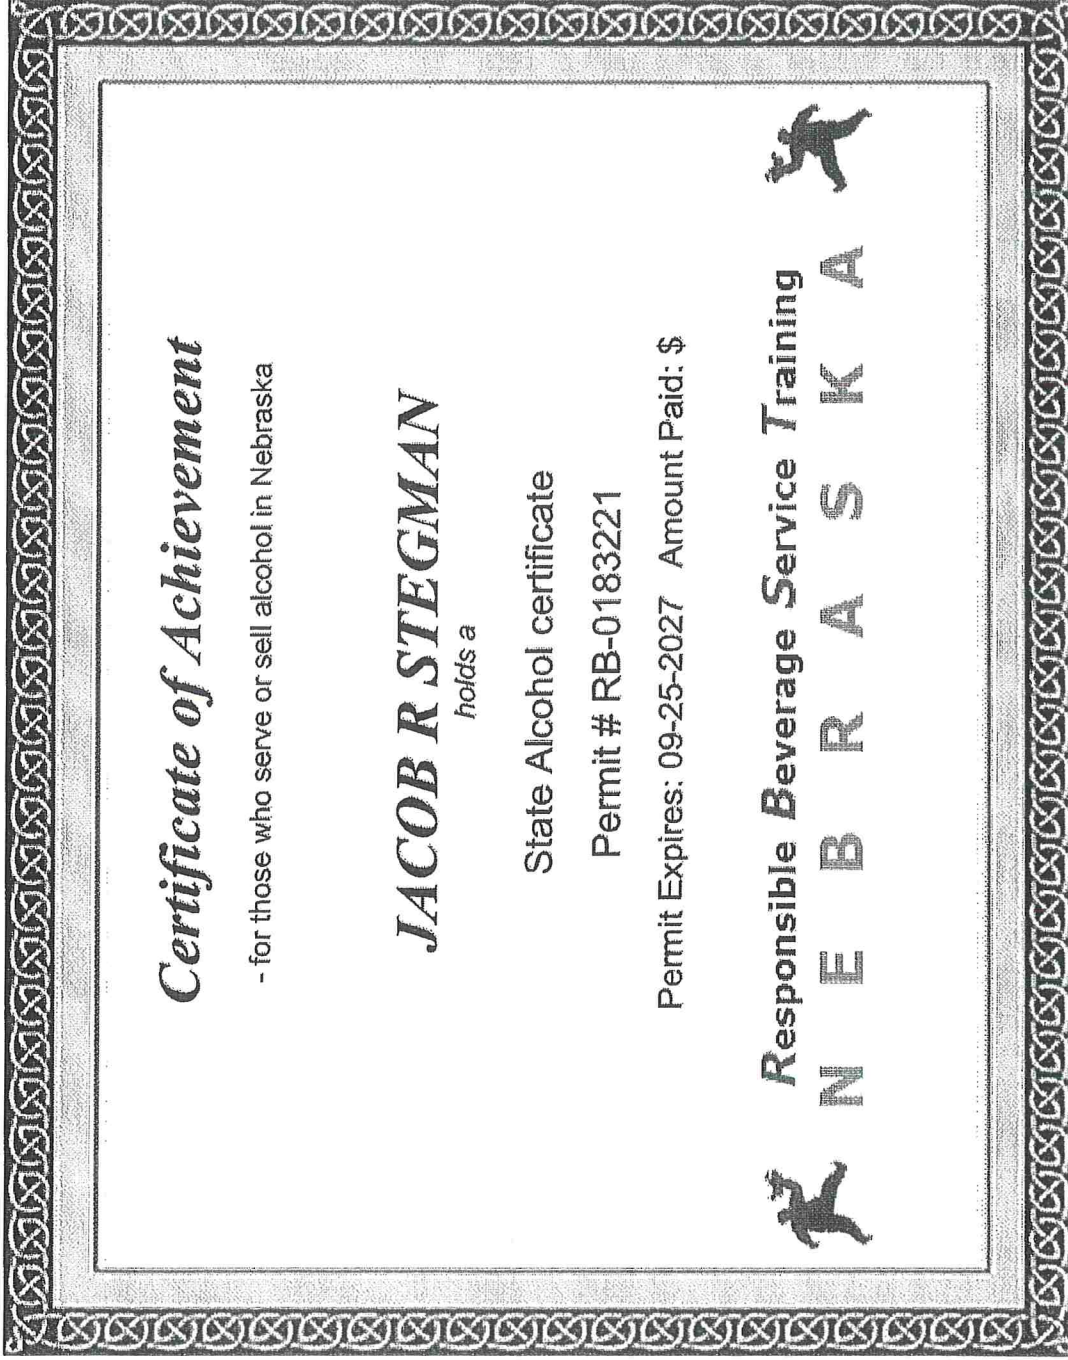 Certificate of Achievement
- for those who serve or sell alcohol in Nebraska
JACOB R STEGMAN
holds a
State Alcohol certificate
Permit # RB-0183221
Permit Expires: 09-25-2027 Amount Paid: $
Responsible Beverage Service Training
N E B R A S K A